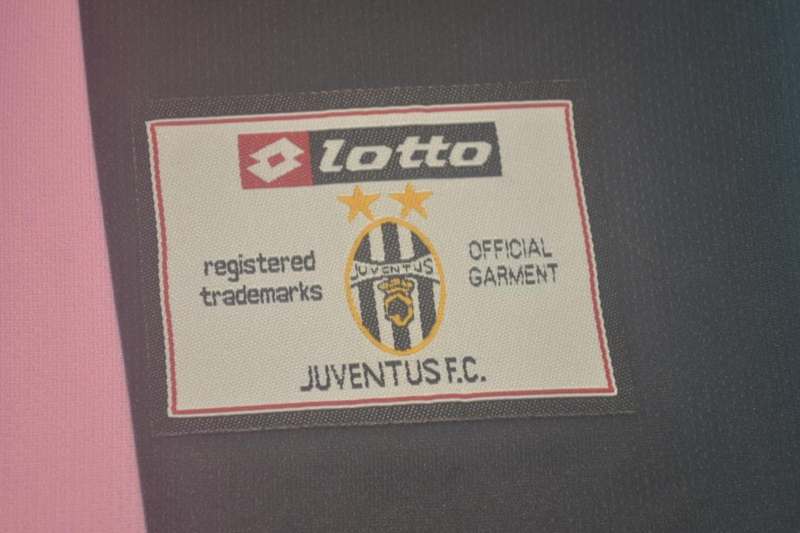 lotto
registered
trademarks
JUVENTUS
OFFICIAL
GARMENT
JUVENTUS F.C.